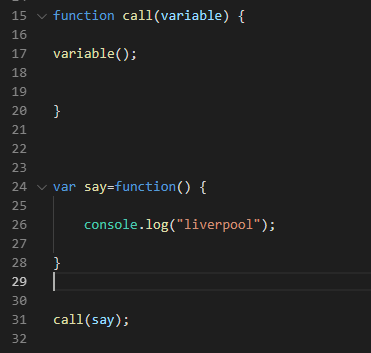 15 function call(variable) {
16
17 variable();
18
19
20 }
21
22
23
24 var say=function() {
25
26 console.log("liverpool");
27
28 }
29
30
31 call(say);
32